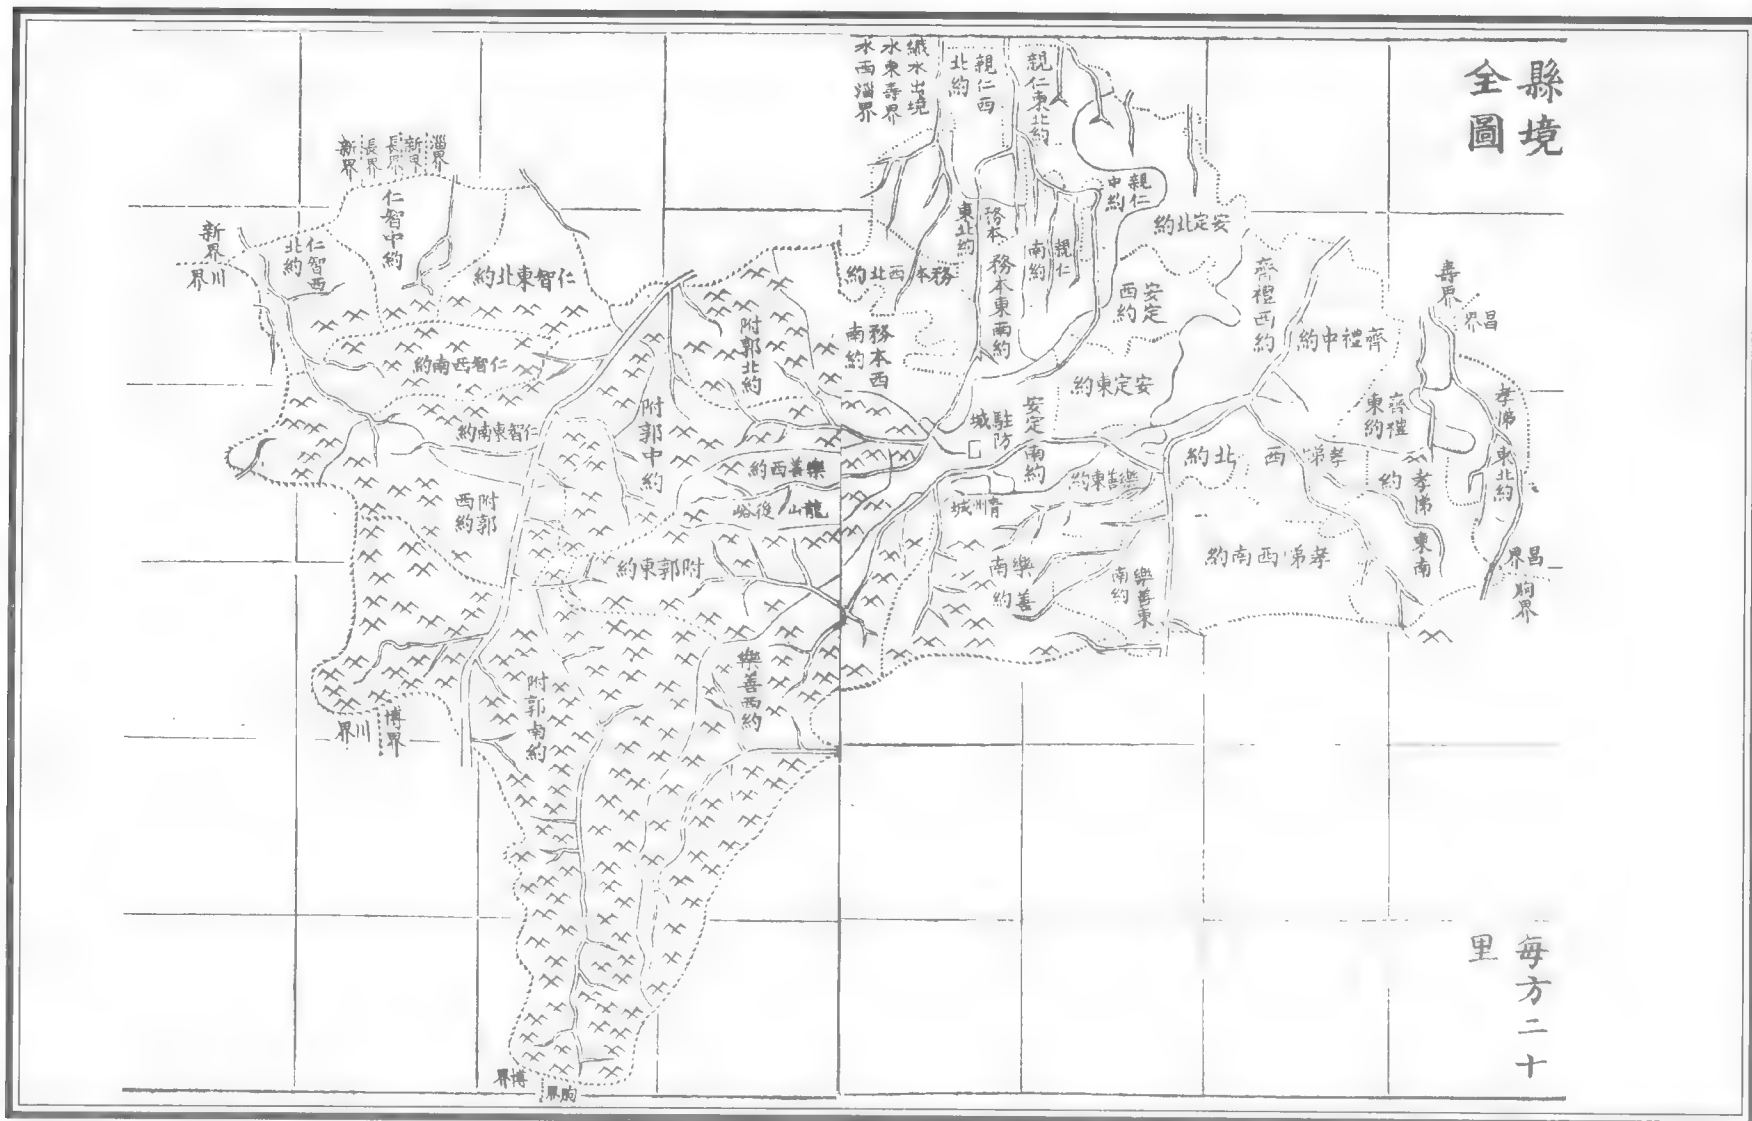 縣境
全圖
每方二十
里
親仁東北約
親仁西
北約
織水出境
水東壽界
水西淄界
親仁
中約
安定北約
務本
東北約
親仁
南約
務本西北約
務本東南約
務本西
南約
安定
西約
安定東約
安定南約
齊禮西約
齊禮中約
齊禮
東約
壽界
昌界
孝悌東北約
孝悌西北約
孝悌東南約
孝悌西南約
昌界
朐界
駐防
城
青州城
樂善東約
樂善
南約
樂善東
南約
樂善西約
龍山後峪
附郭北約
附郭中約
附郭東約
附郭
西約
附郭南約
樂善西約
淄界
新界
長界
長界
新界
仁智中約
仁智西
北約
仁智東北約
仁智西南約
仁智東南約
新界
川界
川界
博界
博界
朐界